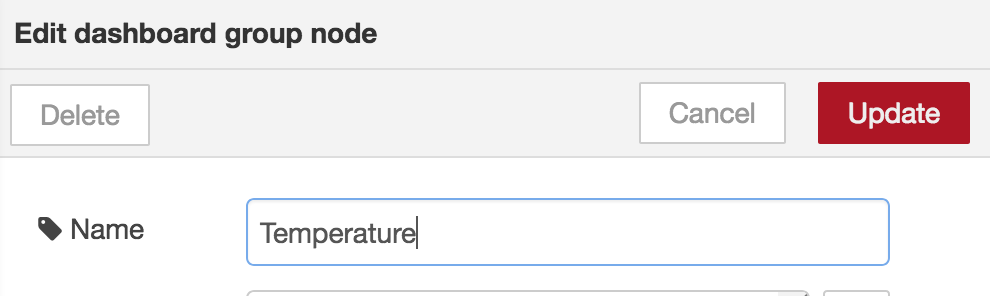 Edit dashboard group node
Delete Cancel Update
Name Temperature